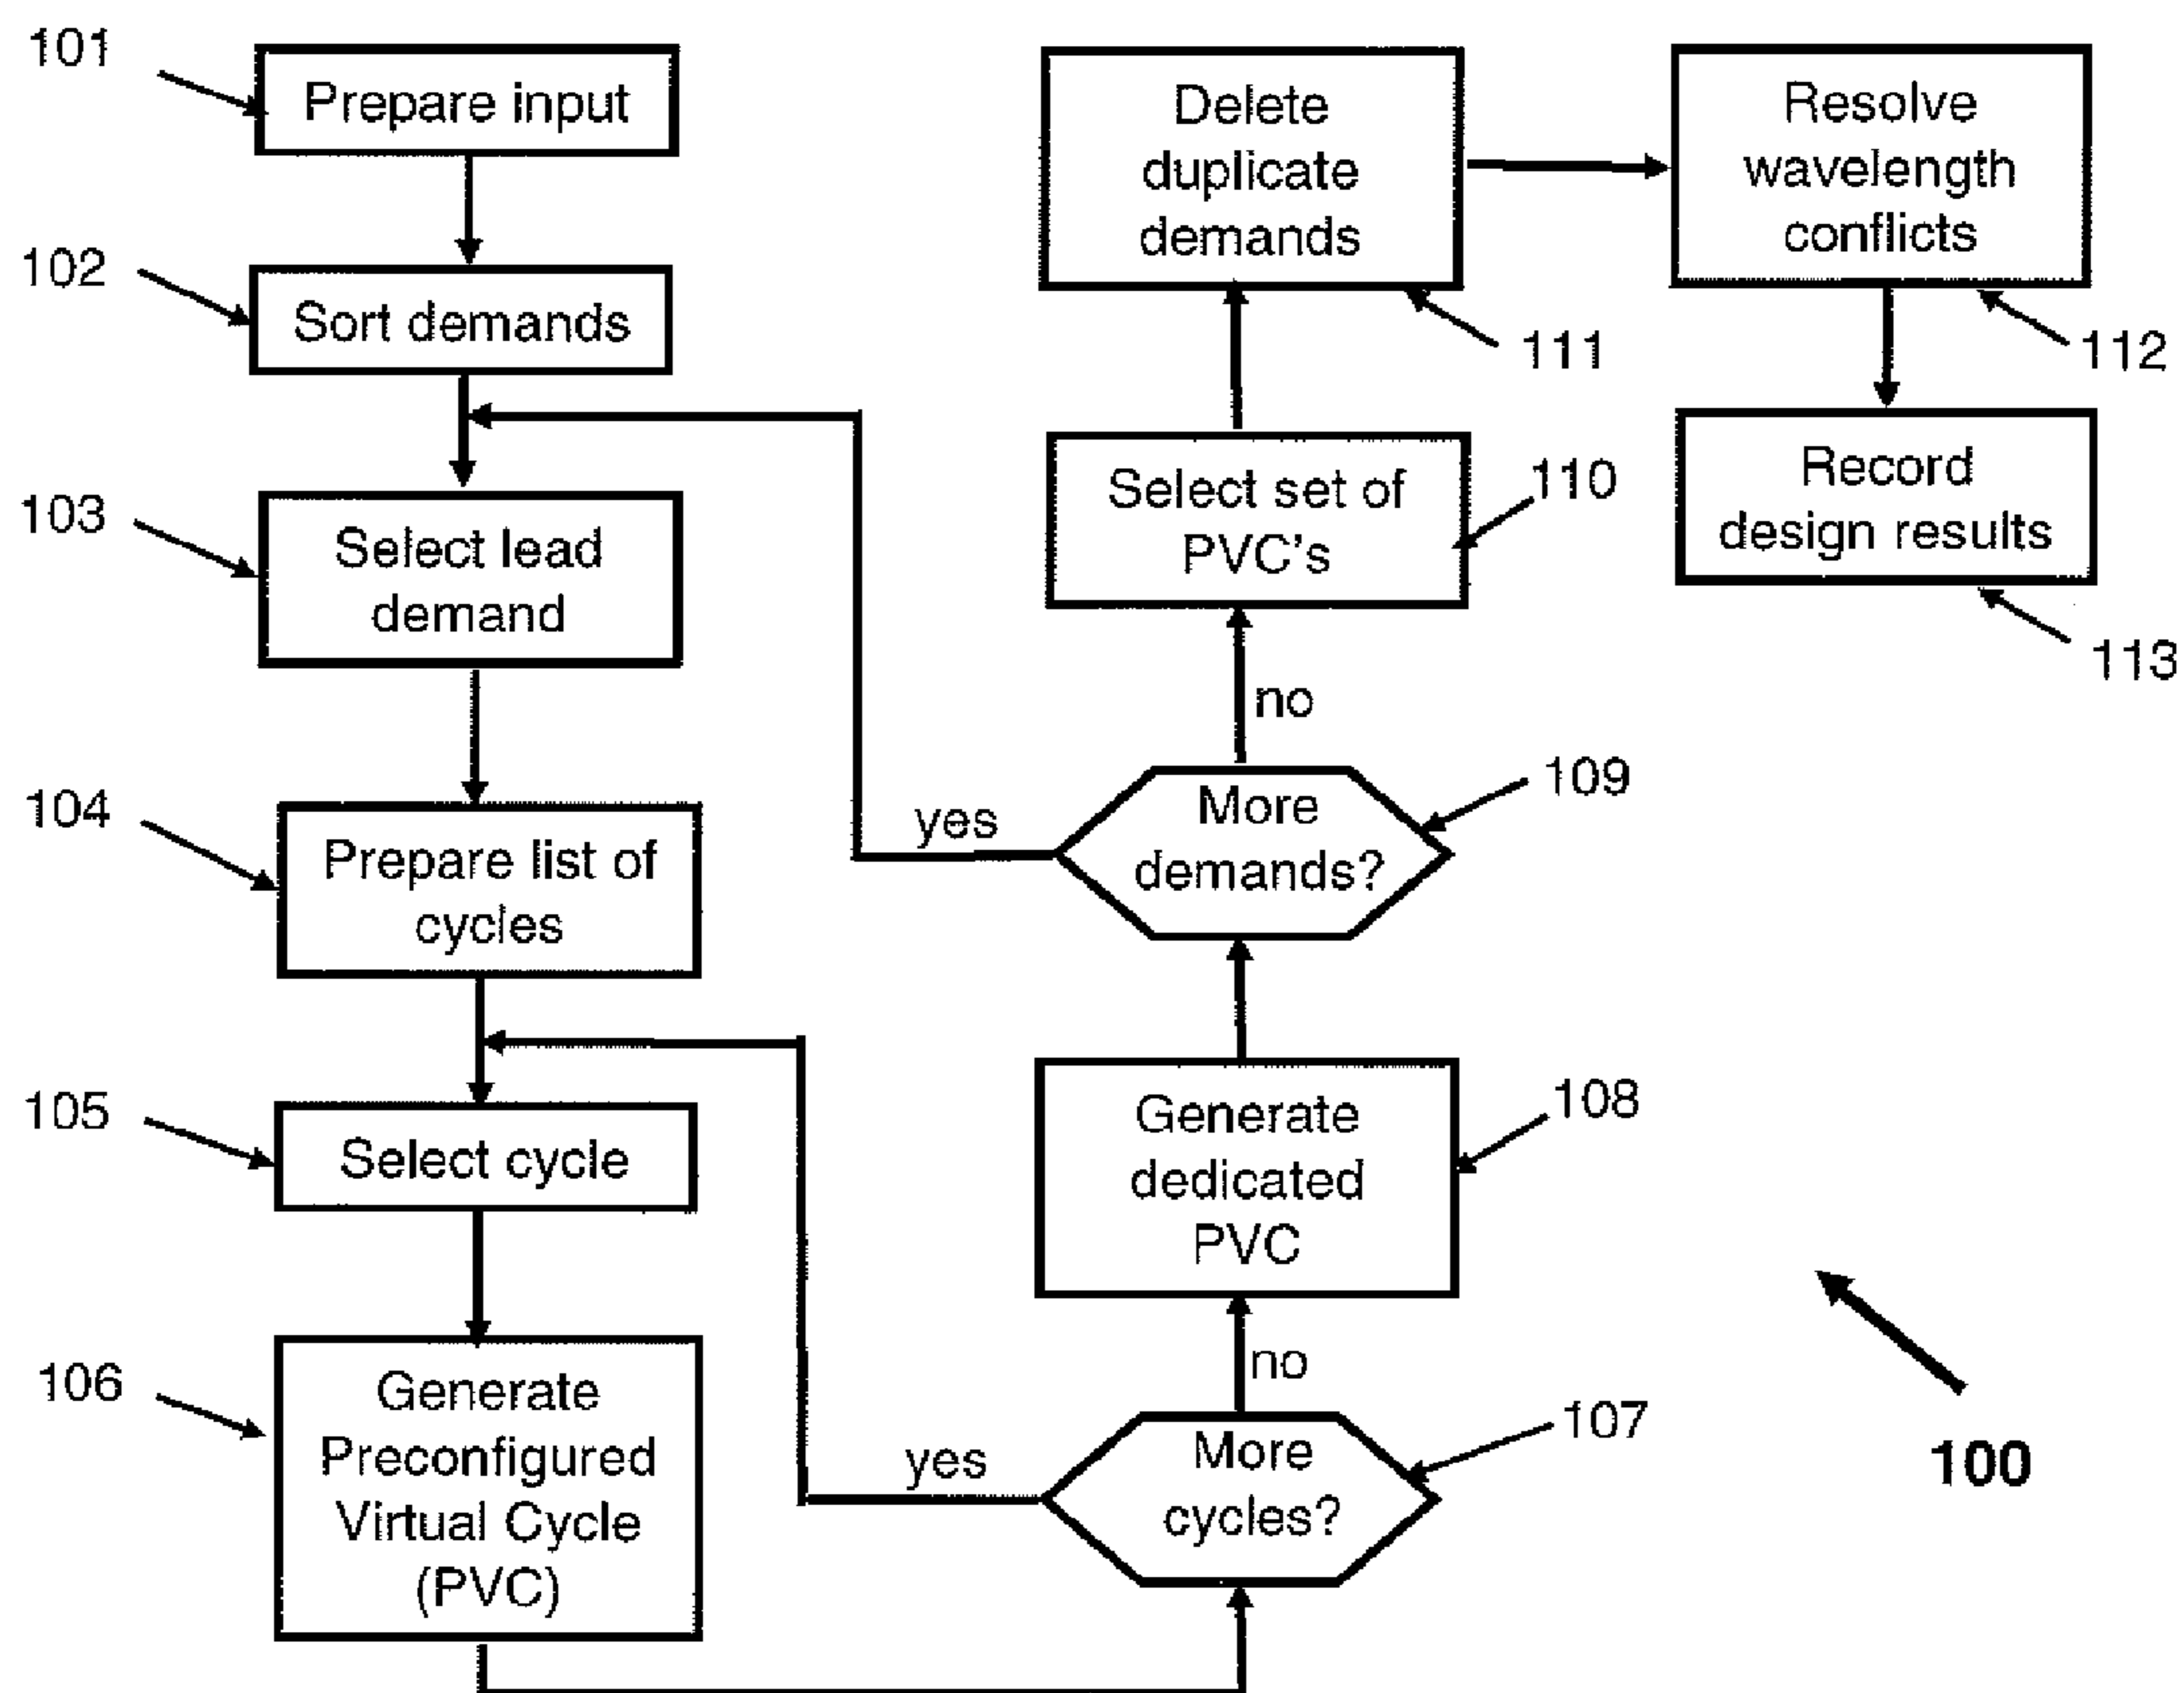 101
Prepare input
102
Sort demands
103
Select lead
demand
104
Prepare list of
cycles
105
Select cycle
106
Generate
Preconfigured
Virtual Cycle
(PVC)
More
cycles?
107
yes
no
Generate
dedicated
PVC
108
More
demands?
109
yes
no
Select set of
PVC's
110
Delete
duplicate
demands
111
Resolve
wavelength
conflicts
112
Record
design results
113
100